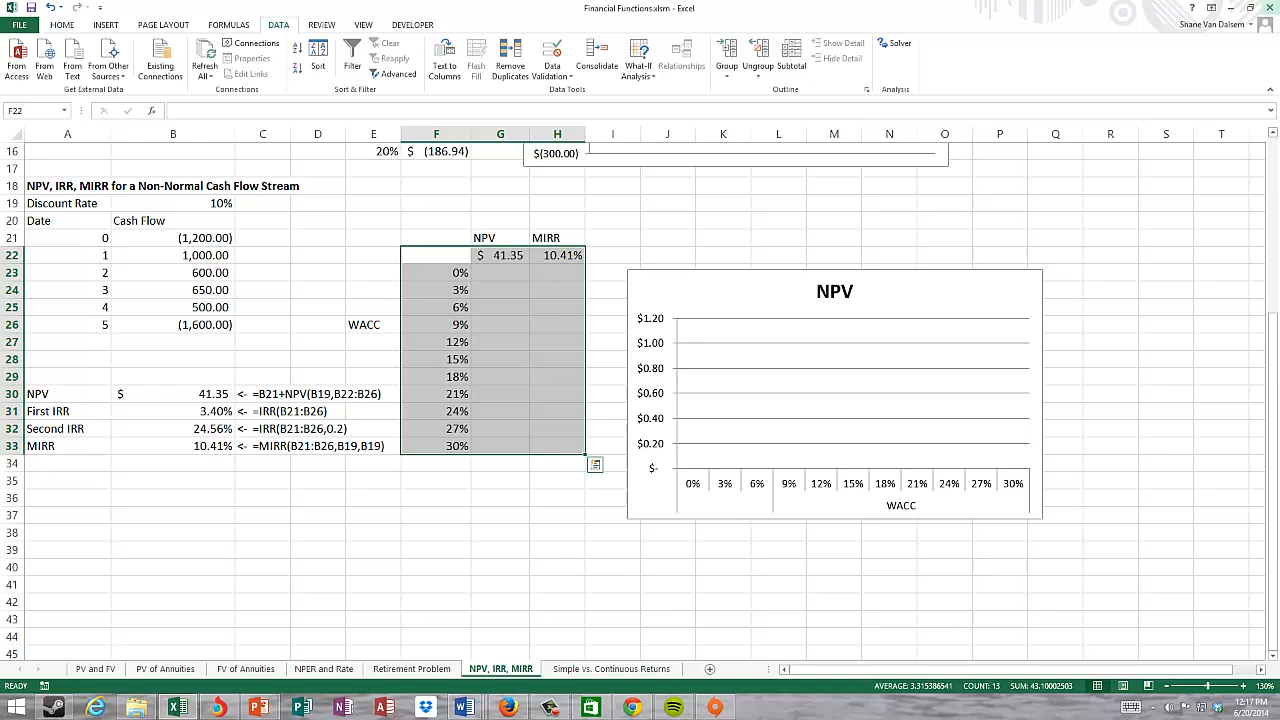 Financial Functions.xlsm - Excel
FILE HOME INSERT PAGE LAYOUT FORMULAS DATA REVIEW VIEW DEVELOPER Shane Van Dalsem
From Access From Web From Text From Other Sources Existing Connections Refresh All Connections Properties Edit Links Sort Filter Clear Reapply Advanced Text to Columns Flash Fill Remove Duplicates Data Validation Consolidate What-If Analysis Relationships Group Ungroup Subtotal Show Detail Hide Detail Solver
Get External Data Connections Sort & Filter Data Tools Outline Analysis
F22 fx
A B C D E F G H I J K L M N O P Q R S T
16 20% $ (186.94) $(300.00)
17
18 NPV, IRR, MIRR for a Non-Normal Cash Flow Stream
19 Discount Rate 10%
20 Date Cash Flow
21 0 (1,200.00) NPV MIRR
22 1 1,000.00 $ 41.35 10.41%
23 2 600.00 0%
24 3 650.00 3%
25 4 500.00 6%
26 5 (1,600.00) WACC 9%
27 12%
28 15%
29 18%
30 NPV $ 41.35 <- =B21+NPV(B19,B22:B26) 21%
31 First IRR 3.40% <- =IRR(B21:B26) 24%
32 Second IRR 24.56% <- =IRR(B21:B26,0.2) 27%
33 MIRR 10.41% <- =MIRR(B21:B26,B19,B19) 30%
34
35
36
37
38
39
40
41
42
43
44
45
NPV
$1.20
$1.00
$0.80
$0.60
$0.40
$0.20
$-
0% 3% 6% 9% 12% 15% 18% 21% 24% 27% 30%
WACC
PV and FV PV of Annuities FV of Annuities NPER and Rate Retirement Problem NPV, IRR, MIRR Simple vs. Continuous Returns
READY AVERAGE: 3.315386541 COUNT: 13 SUM: 43.10002503 130%
12:17 PM
6/20/2014